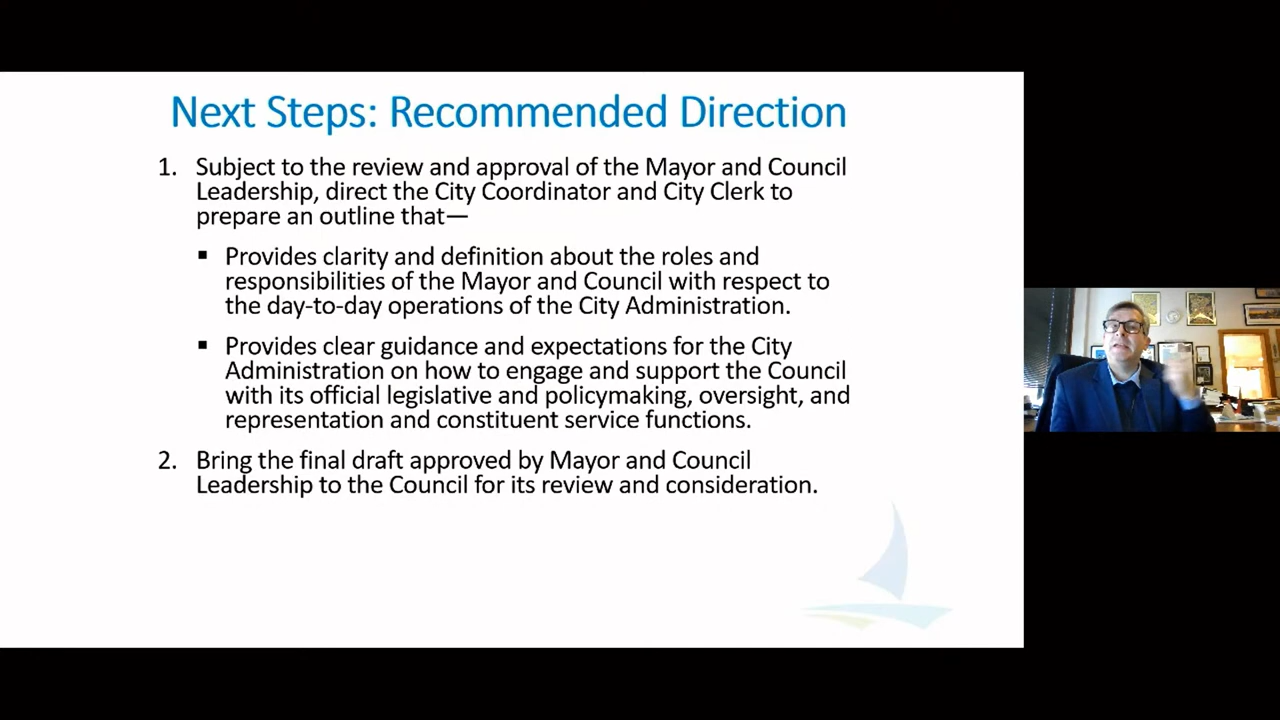 Next Steps: Recommended Direction
1. Subject to the review and approval of the Mayor and Council
Leadership, direct the City Coordinator and City Clerk to
prepare an outline that—
▪ Provides clarity and definition about the roles and
responsibilities of the Mayor and Council with respect to
the day-to-day operations of the City Administration.
▪ Provides clear guidance and expectations for the City
Administration on how to engage and support the Council
with its official legislative and policymaking, oversight, and
representation and constituent service functions.
2. Bring the final draft approved by Mayor and Council
Leadership to the Council for its review and consideration.